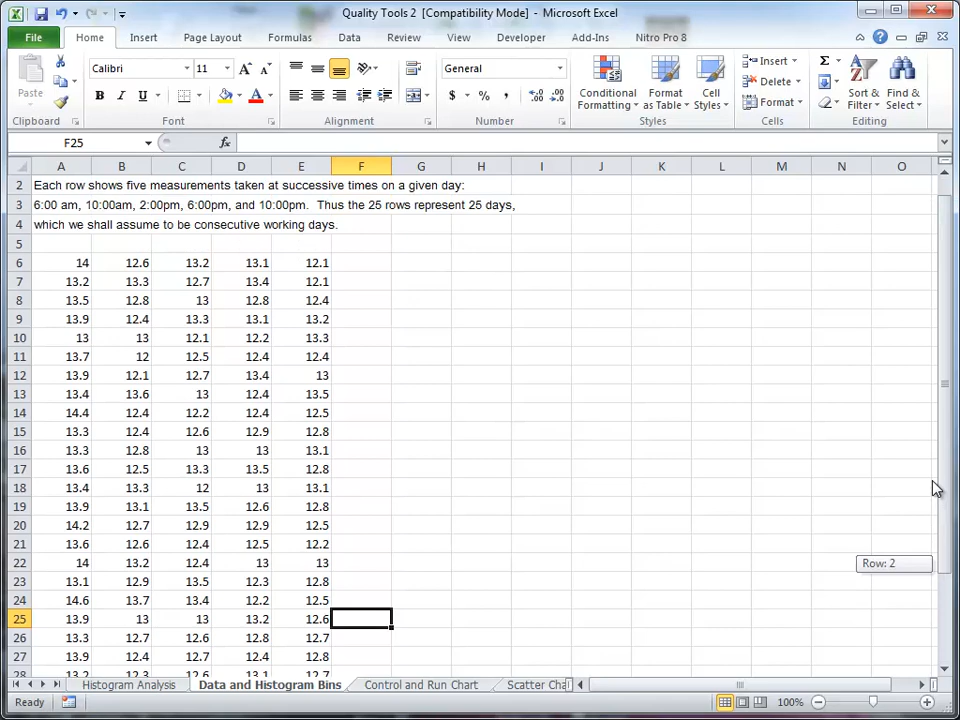 Quality Tools 2 [Compatibility Mode] - Microsoft Excel
File Home Insert Page Layout Formulas Data Review View Developer Add-Ins Nitro Pro 8
Paste Calibri 11 General Conditional Formatting Format as Table Cell Styles Insert Delete Format Sort & Filter Find & Select
Clipboard Font Alignment Number Styles Cells Editing
F25 fx
A B C D E F G H I J K L M N O
2 Each row shows five measurements taken at successive times on a given day:
3 6:00 am, 10:00am, 2:00pm, 6:00pm, and 10:00pm. Thus the 25 rows represent 25 days,
4 which we shall assume to be consecutive working days.
5
6 14 12.6 13.2 13.1 12.1
7 13.2 13.3 12.7 13.4 12.1
8 13.5 12.8 13 12.8 12.4
9 13.9 12.4 13.3 13.1 13.2
10 13 13 12.1 12.2 13.3
11 13.7 12 12.5 12.4 12.4
12 13.9 12.1 12.7 13.4 13
13 13.4 13.6 13 12.4 13.5
14 14.4 12.4 12.2 12.4 12.5
15 13.3 12.4 12.6 12.9 12.8
16 13.3 12.8 13 13 13.1
17 13.6 12.5 13.3 13.5 12.8
18 13.4 13.3 12 13 13.1
19 13.9 13.1 13.5 12.6 12.8
20 14.2 12.7 12.9 12.9 12.5
21 13.6 12.6 12.4 12.5 12.2
22 14 13.2 12.4 13 13 Row: 2
23 13.1 12.9 13.5 12.3 12.8
24 14.6 13.7 13.4 12.2 12.5
25 13.9 13 13 13.2 12.6
26 13.3 12.7 12.6 12.8 12.7
27 13.9 12.4 12.7 12.4 12.8
28 13.2 12.3 12.6 13.1 12.7
Histogram Analysis Data and Histogram Bins Control and Run Chart Scatter Cha
Ready 100%